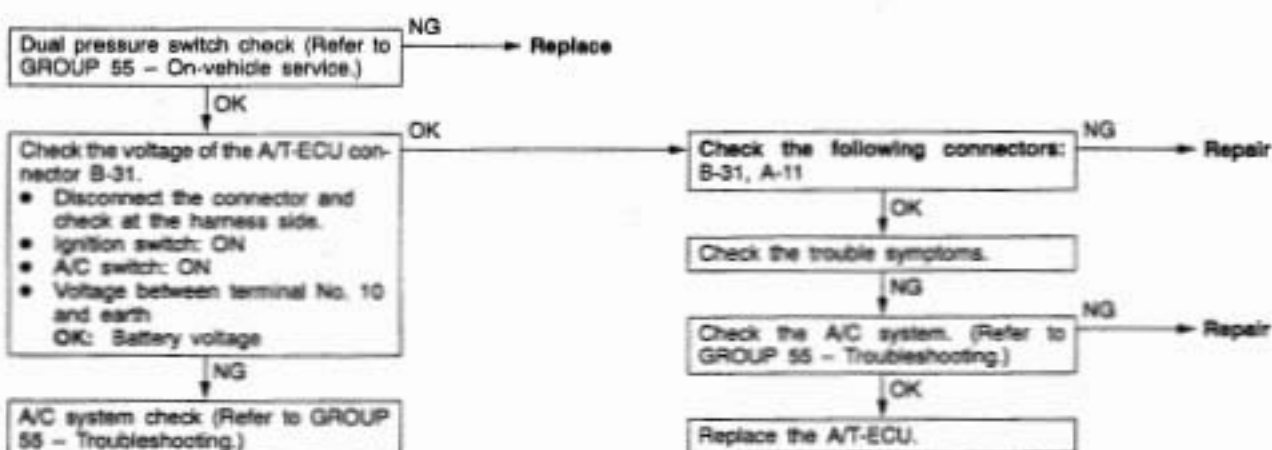 Dual pressure switch check (Refer to
GROUP 55 – On-vehicle service.)
NG
Replace
OK
Check the voltage of the A/T-ECU con-
nector B-31.
● Disconnect the connector and
check at the harness side.
● Ignition switch: ON
● A/C switch: ON
● Voltage between terminal No. 10
and earth
OK: Battery voltage
OK
NG
A/C system check (Refer to GROUP
55 – Troubleshooting.)
Check the following connectors:
B-31, A-11
NG
Repair
OK
Check the trouble symptoms.
NG
Check the A/C system. (Refer to
GROUP 55 – Troubleshooting.)
NG
Repair
OK
Replace the A/T-ECU.